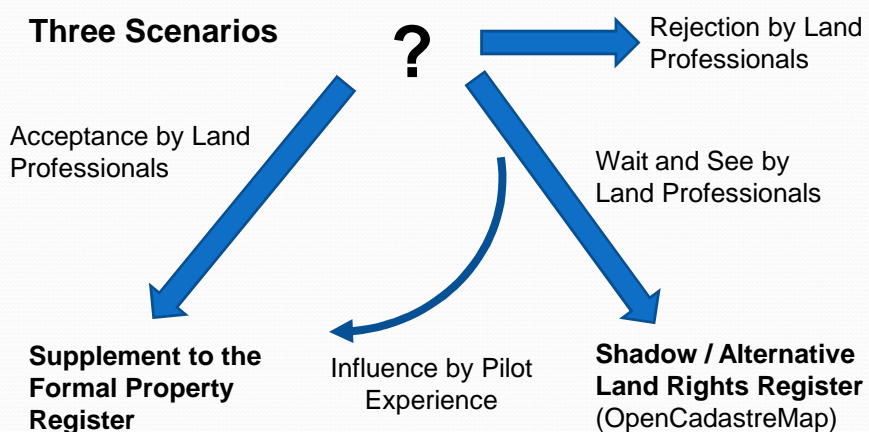 Three Scenarios
?
Rejection by Land
Professionals
Acceptance by Land
Professionals
Wait and See by
Land Professionals
Supplement to the
Formal Property
Register
Influence by Pilot
Experience
Shadow / Alternative
Land Rights Register
(OpenCadastreMap)